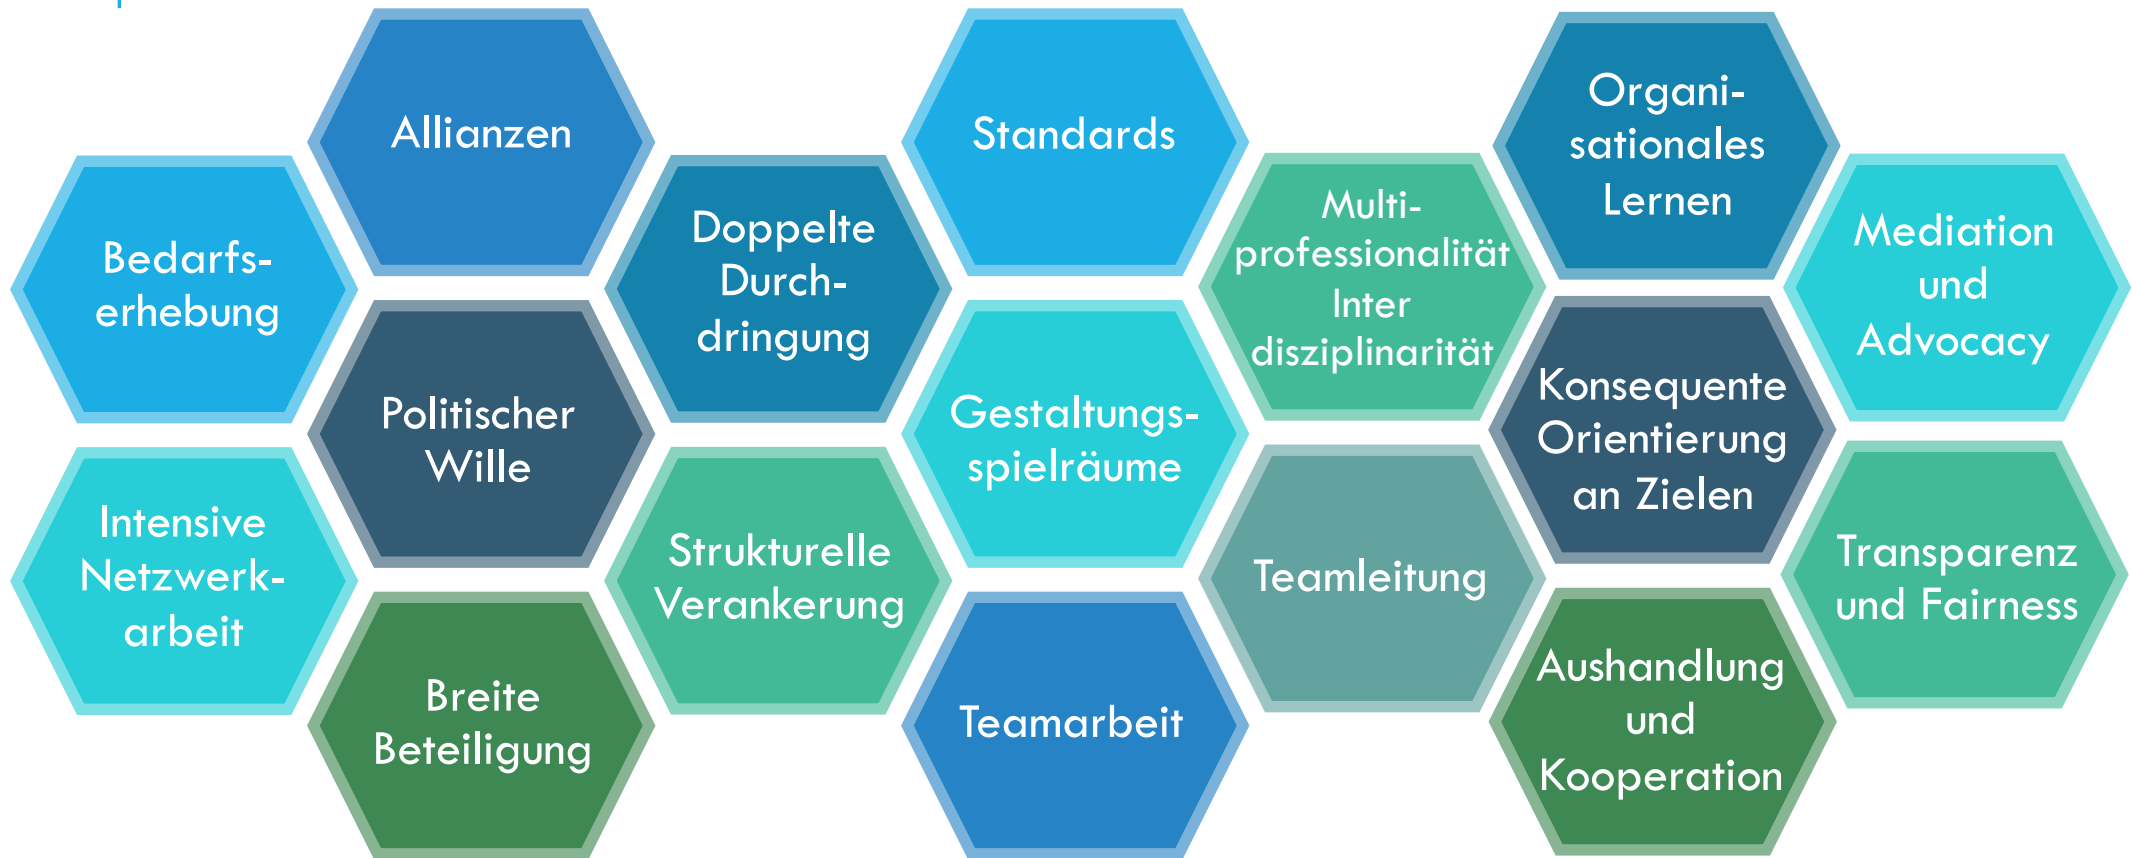 Allianzen
Standards
Organi-
sationales
Lernen
Bedarfs-
erhebung
Doppelte
Durch-
dringung
Multi-
professionalität
Inter
disziplinarität
Mediation
und
Advocacy
Politischer
Wille
Gestaltungs-
spielräume
Konsequente
Orientierung
an Zielen
Intensive
Netzwerk-
arbeit
Strukturelle
Verankerung
Teamleitung
Transparenz
und Fairness
Breite
Beteiligung
Teamarbeit
Aushandlung
und
Kooperation